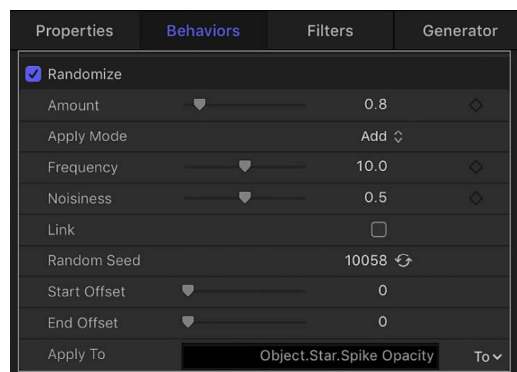 Properties Behaviors Filters Generator
Randomize
Amount 0.8
Apply Mode Add
Frequency 10.0
Noisiness 0.5
Link
Random Seed 10058
Start Offset 0
End Offset 0
Apply To Object.Star.Spike Opacity To